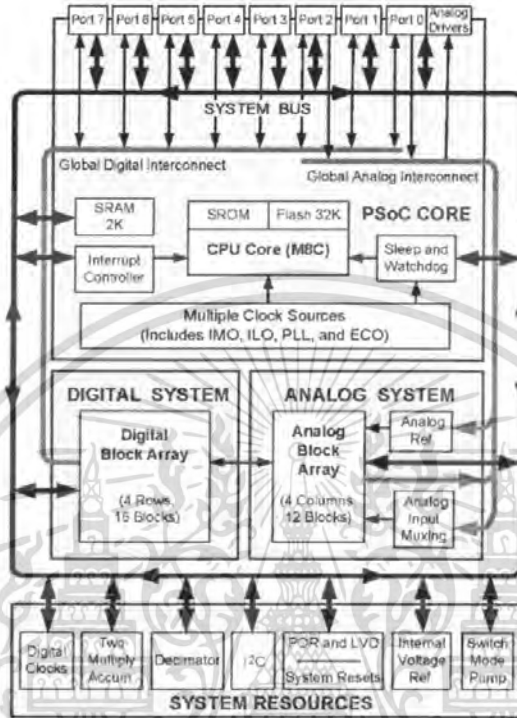 Port 7 Port 6 Port 5 Port 4 Port 3 Port 2 Port 1 Port 0 Analog Drivers
SYSTEM BUS
Global Digital Interconnect
Global Analog Interconnect
SRAM
2K
SROM Flash 32K
PSoC CORE
CPU Core (M8C)
Interrupt
Controller
Sleep and
Watchdog
Multiple Clock Sources
(Includes IMO, ILO, PLL, and ECO)
DIGITAL SYSTEM
ANALOG SYSTEM
Digital
Block Array
(4 Rows,
16 Blocks)
Analog
Block
Array
(4 Columns
12 Blocks)
Analog
Ref
Analog
Input
Muxing
Digital
Clocks
Two
Multiply
Accum
Decimator
I²C
POR and LVD
System Resets
Internal
Voltage
Ref
Switch
Mode
Pump
SYSTEM RESOURCES